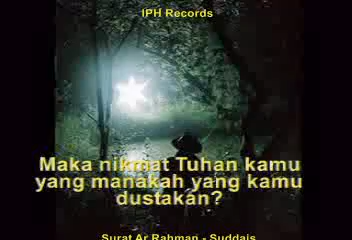 IPH Records
Maka nikmat Tuhan kamu
yang manakah yang kamu
dustakan?
Surat Ar Rahman - Suddais